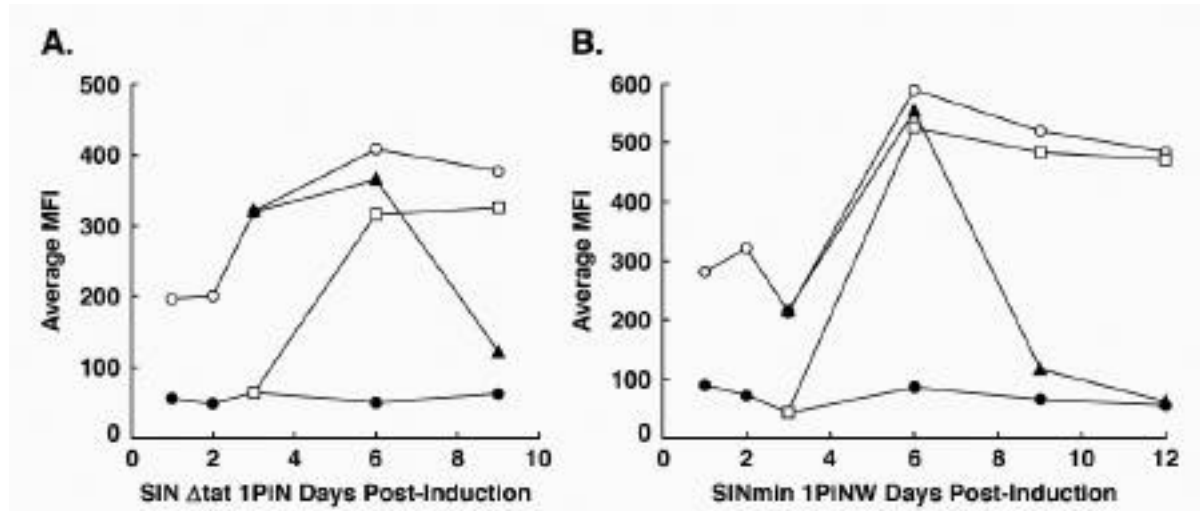 A.
500
400
300
200
100
0
Average MFI
0 2 4 6 8 10
SIN Δtat 1PIN Days Post-Induction
B.
600
500
400
300
200
100
0
Average MFI
0 2 4 6 8 10 12
SINmin 1PINW Days Post-Induction